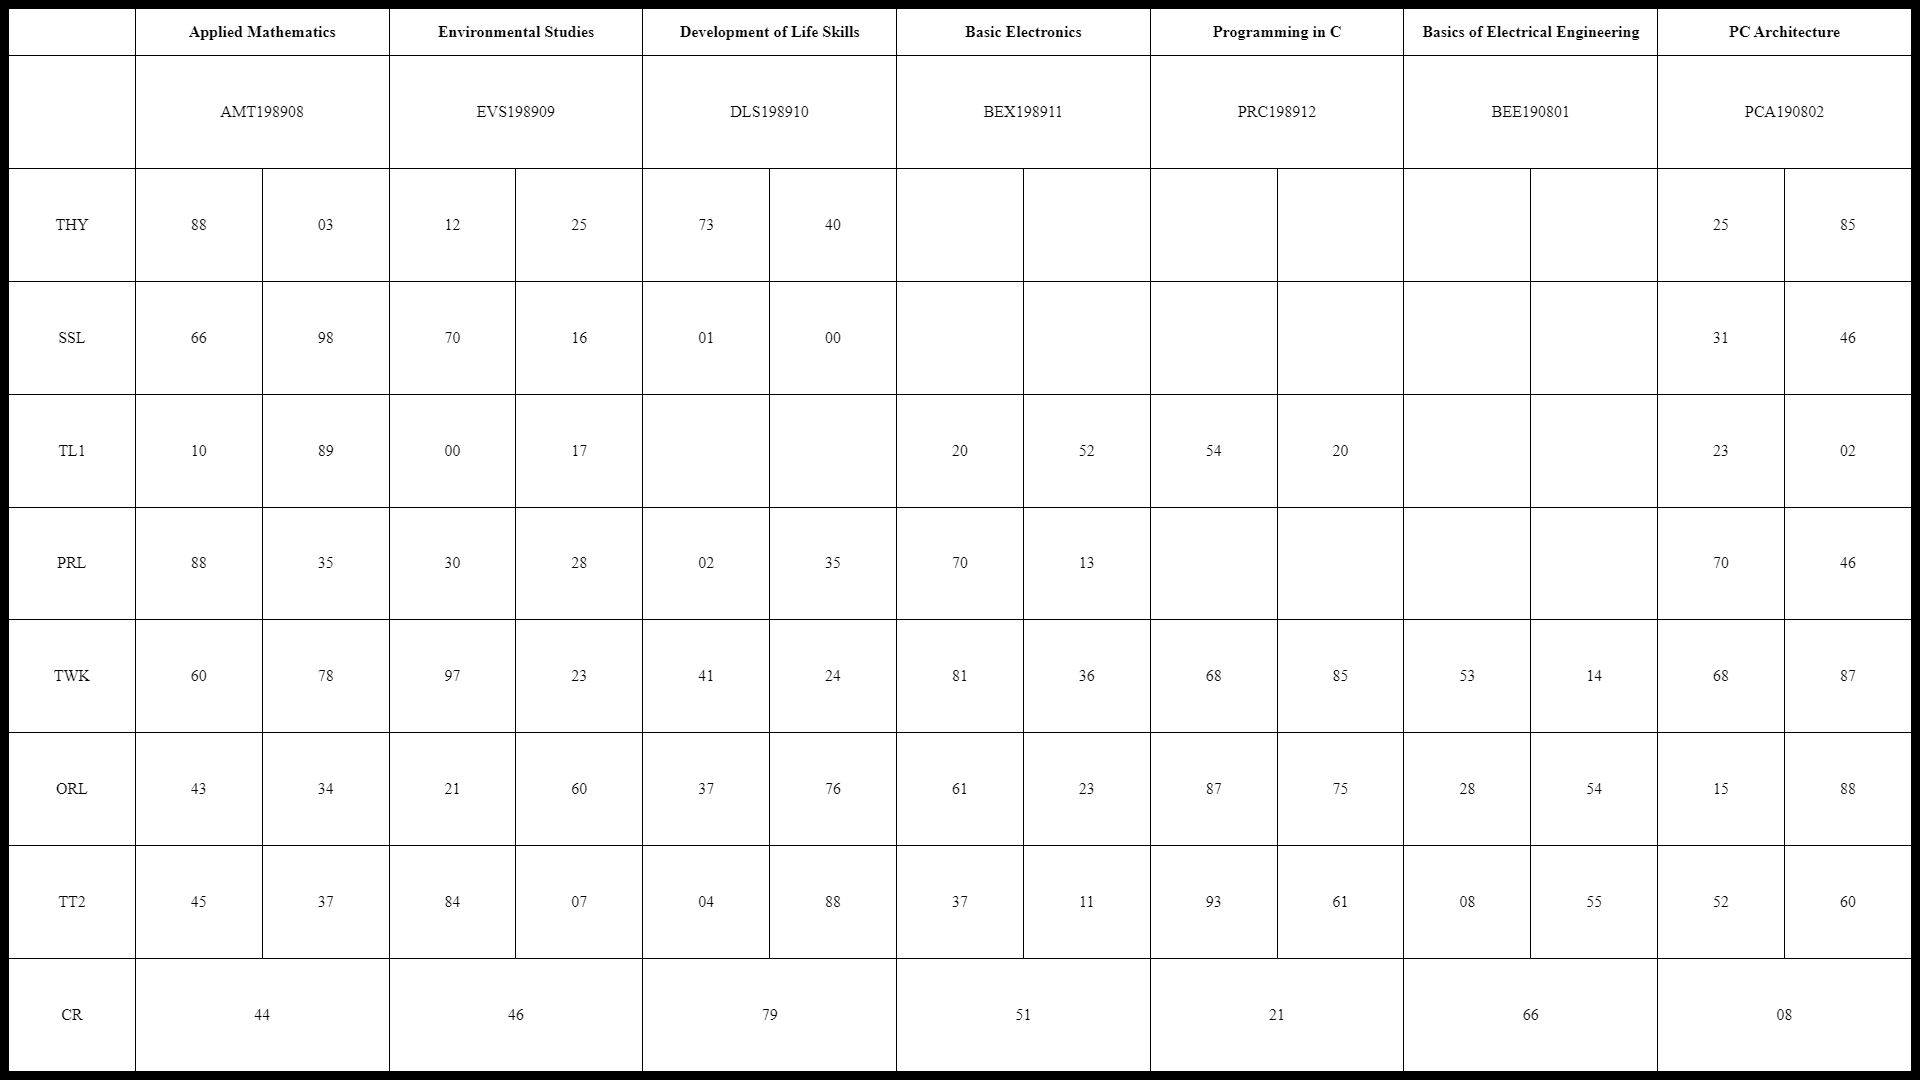 Applied Mathematics Environmental Studies Development of Life Skills Basic Electronics Programming in C Basics of Electrical Engineering PC Architecture
AMT198908 EVS198909 DLS198910 BEX198911 PRC198912 BEE190801 PCA190802
THY 88 03 12 25 73 40 25 85
SSL 66 98 70 16 01 00 31 46
TL1 10 89 00 17 20 52 54 20 23 02
PRL 88 35 30 28 02 35 70 13 70 46
TWK 60 78 97 23 41 24 81 36 68 85 53 14 68 87
ORL 43 34 21 60 37 76 61 23 87 75 28 54 15 88
TT2 45 37 84 07 04 88 37 11 93 61 08 55 52 60
CR 44 46 79 51 21 66 08